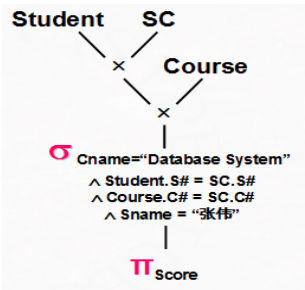 Student SC
×
Course
×
σ Cname=“Database System”
∧ Student.S# = SC.S#
∧ Course.C# = SC.C#
∧ Sname = “张伟”
π Score